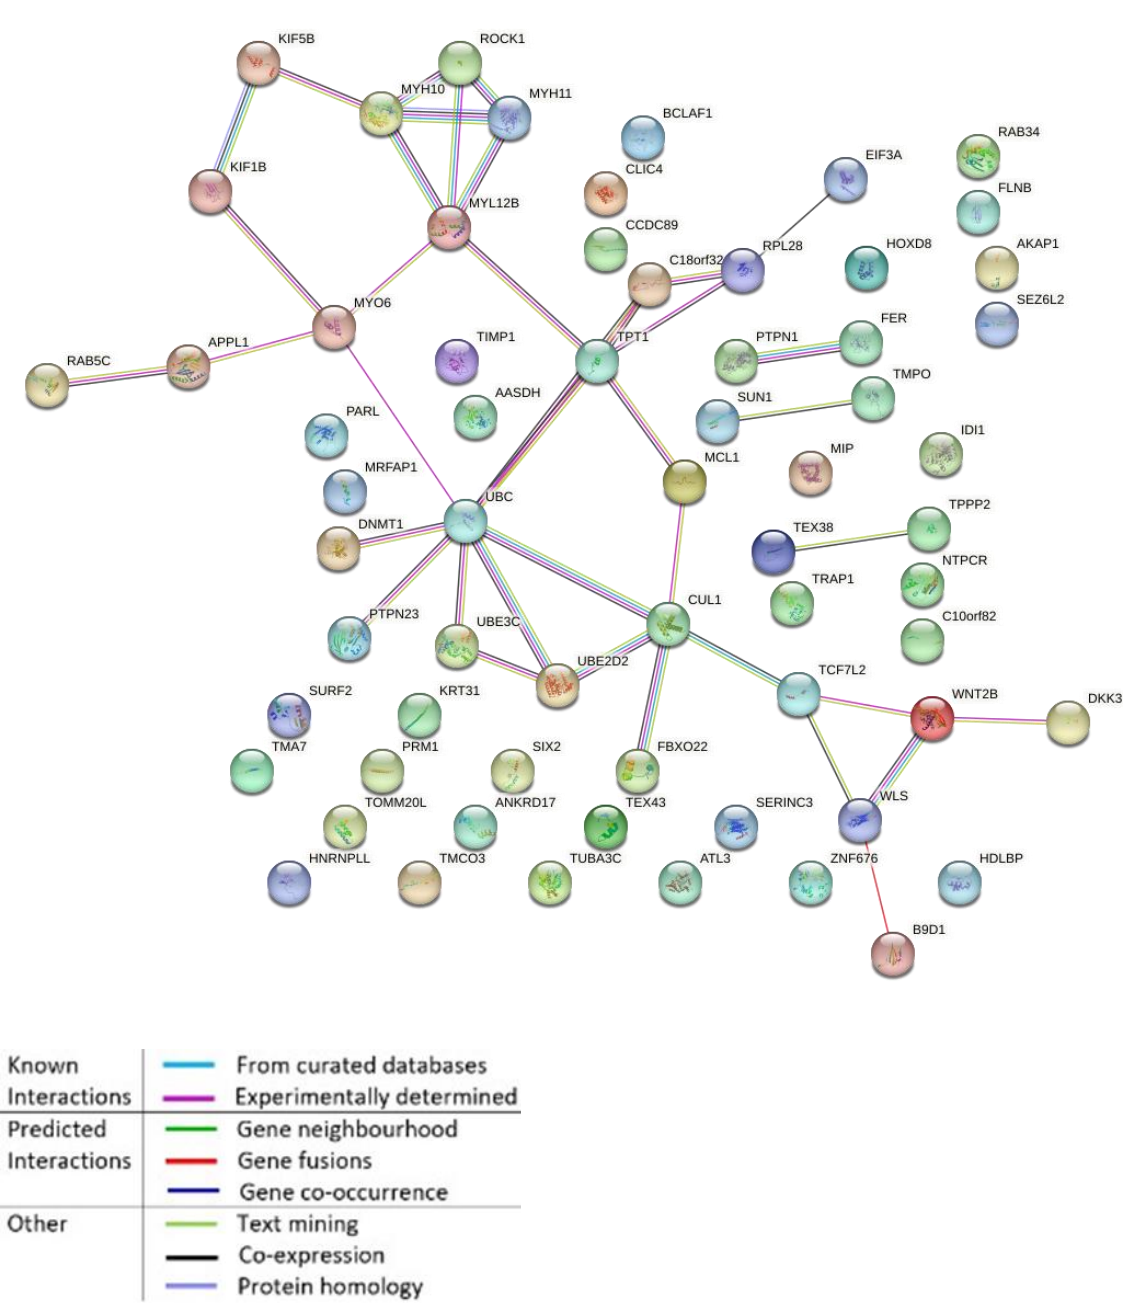 KIF5B
ROCK1
MYH10
MYH11
BCLAF1
RAB34
EIF3A
CLIC4
KIF1B
FLNB
MYL12B
CCDC89
RPL28
HOXD8
AKAP1
C18orf32
MYO6
SEZ6L2
FER
TIMP1
TPT1
PTPN1
APPL1
RAB5C
TMPO
AASDH
SUN1
PARL
IDI1
MIP
MCL1
MRFAP1
UBC
TPPP2
DNMT1
TEX38
NTPCR
TRAP1
CUL1
PTPN23
C10orf82
UBE3C
UBE2D2
TCF7L2
SURF2
KRT31
WNT2B
DKK3
TMA7
PRM1
SIX2
FBXO22
TOMM20L
ANKRD17
TEX43
SERINC3
WLS
HNRNPLL
TMCO3
TUBA3C
ATL3
ZNF676
HDLBP
B9D1
Known From curated databases
Interactions Experimentally determined
Predicted Gene neighbourhood
Interactions Gene fusions
Gene co-occurrence
Other Text mining
Co-expression
Protein homology